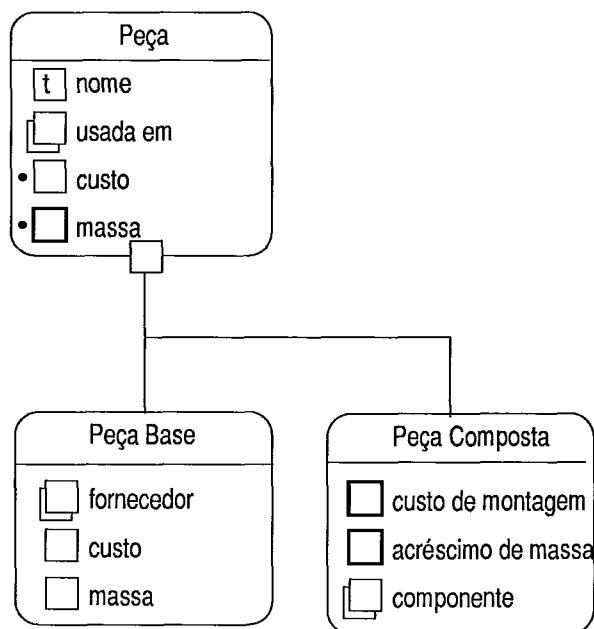 Peça
t nome
usada em
• custo
• massa
Peça Base
fornecedor
custo
massa
Peça Composta
custo de montagem
acréscimo de massa
componente